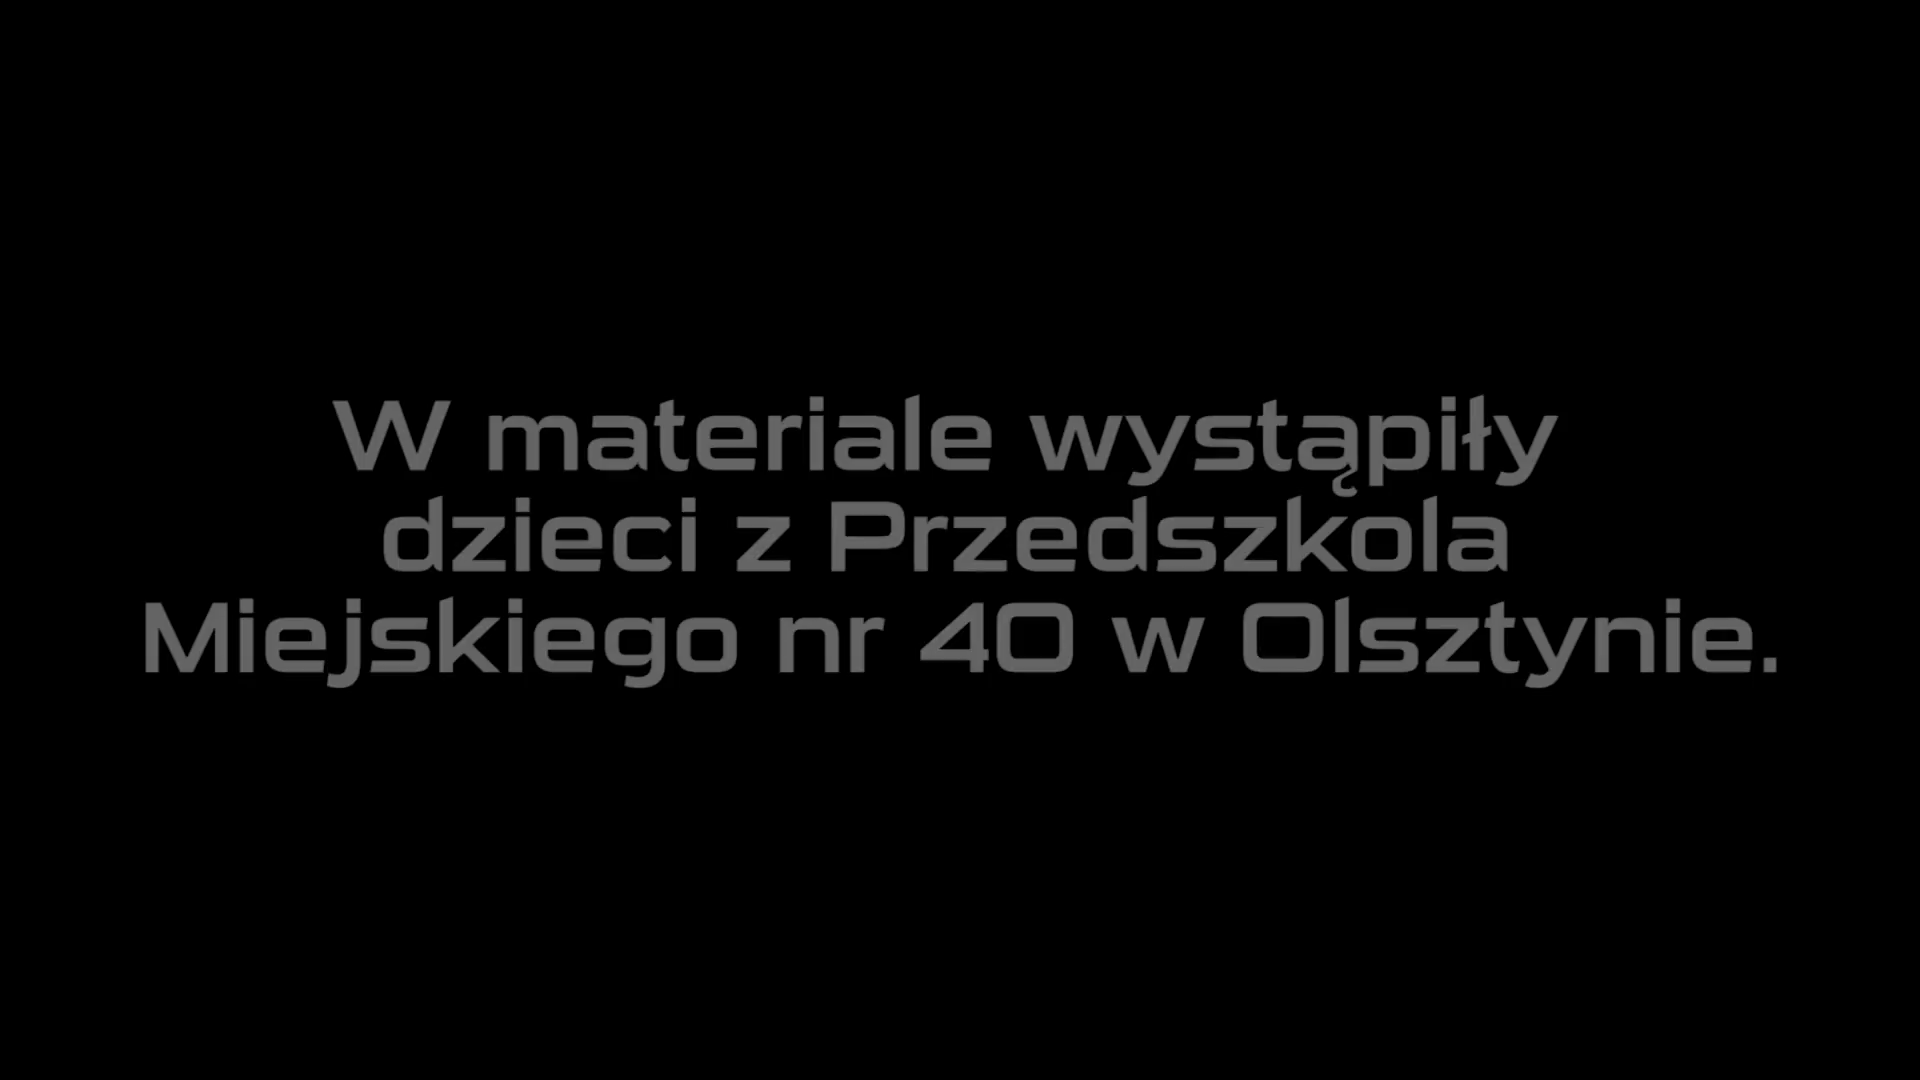 W materiale wystąpiły
dzieci z Przedszkola
Miejskiego nr 40 w Olsztynie.